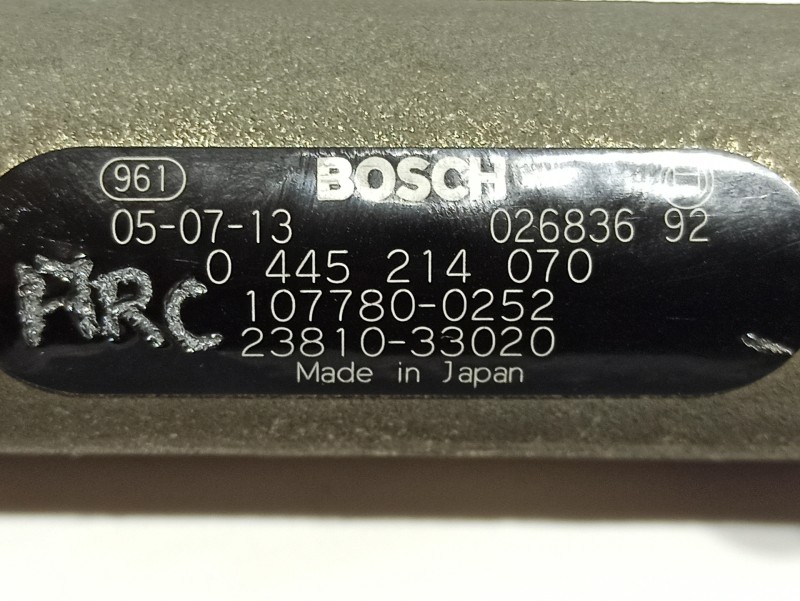 961 BOSCH
05-07-13 026836 92
0 445 214 070
ARC 107780-0252
23810-33020
Made in Japan